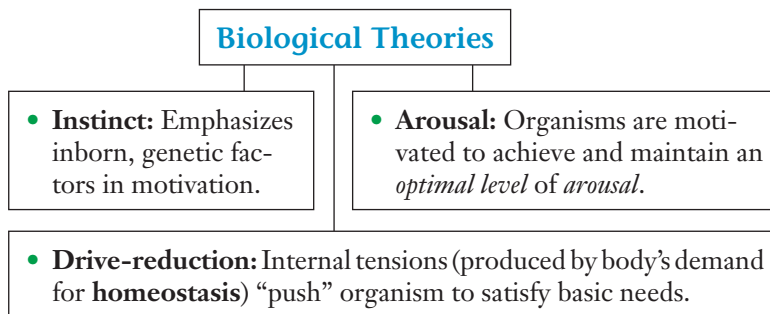 Biological Theories
• Instinct: Emphasizes
inborn, genetic fac-
tors in motivation.
• Arousal: Organisms are moti-
vated to achieve and maintain an
optimal level of arousal.
• Drive-reduction: Internal tensions (produced by body’s demand
for homeostasis) “push” organism to satisfy basic needs.